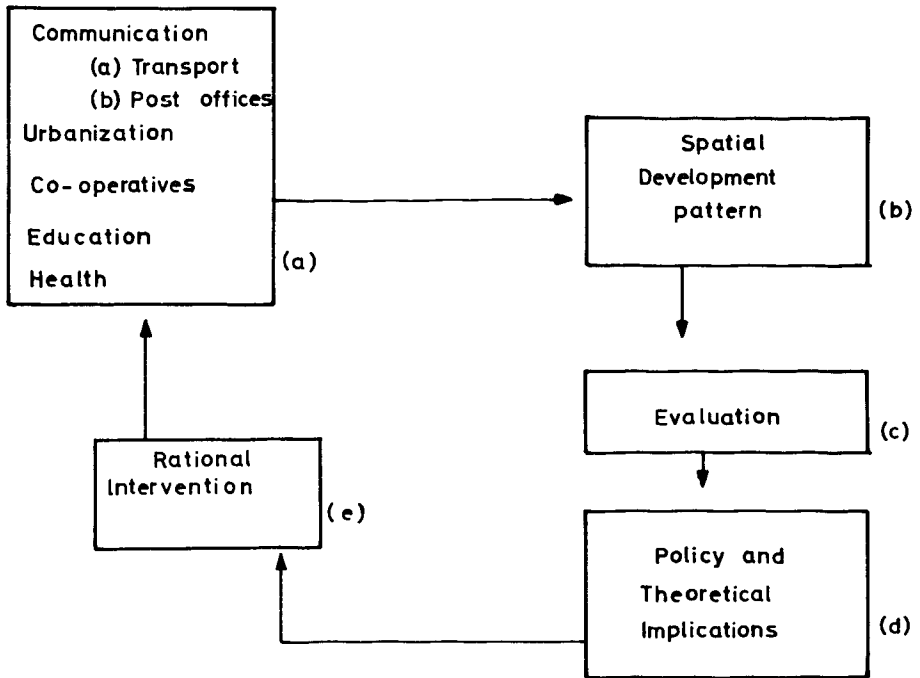 Communication
(a) Transport
(b) Post offices
Urbanization
Co-operatives
Education
Health
(a)
Spatial
Development
pattern
(b)
Evaluation
(c)
Policy and
Theoretical
Implications
(d)
Rational
Intervention
(e)